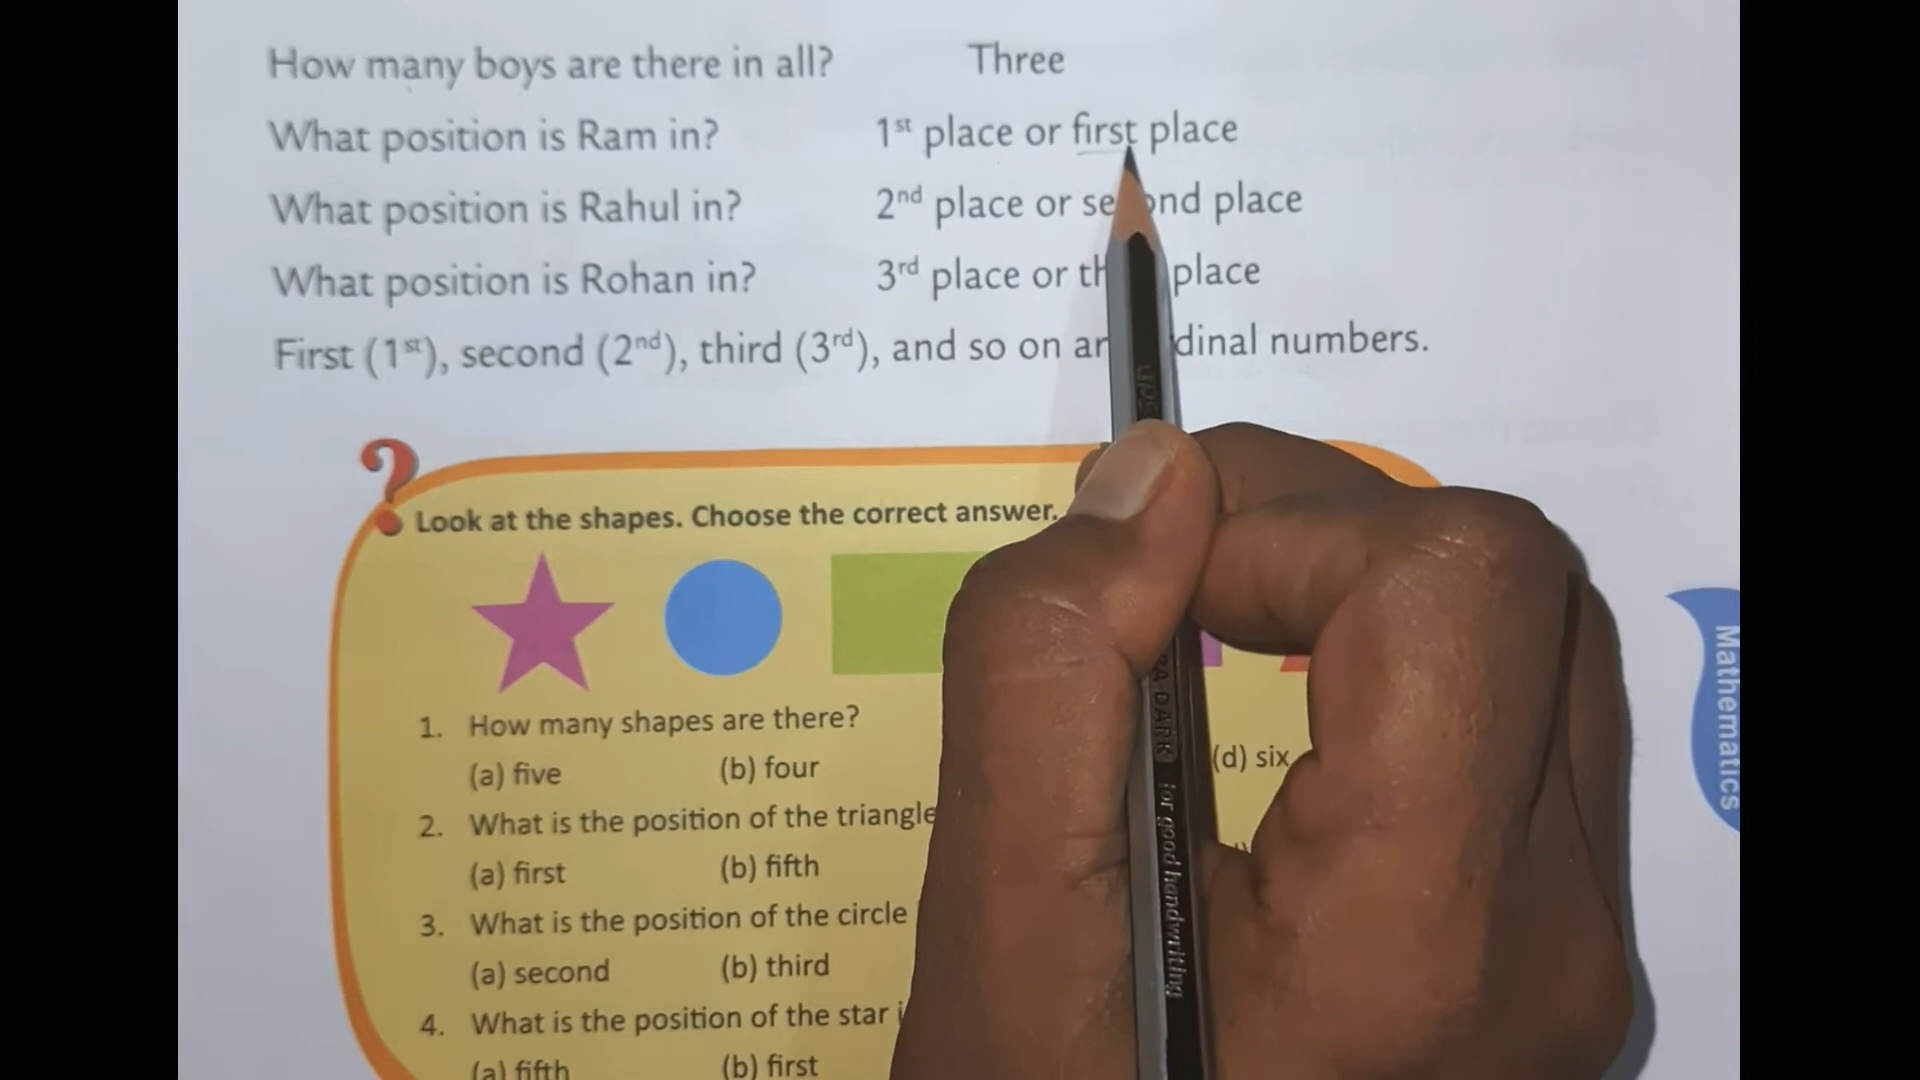 How many boys are there in all? Three
What position is Ram in? 1st place or first place
What position is Rahul in? 2nd place or second place
What position is Rohan in? 3rd place or place
First (1st), second (2nd), third (3rd), and so on numbers.
?
Look at the shapes. Choose the correct answer.
1. How many shapes are there?
(a) five (b) four (d) six
2. What is the position of the triangle
(a) first (b) fifth
3. What is the position of the circle
(a) second (b) third
4. What is the position of the star
(a) fifth (b) first
Mathematics
DARK for good handwriting